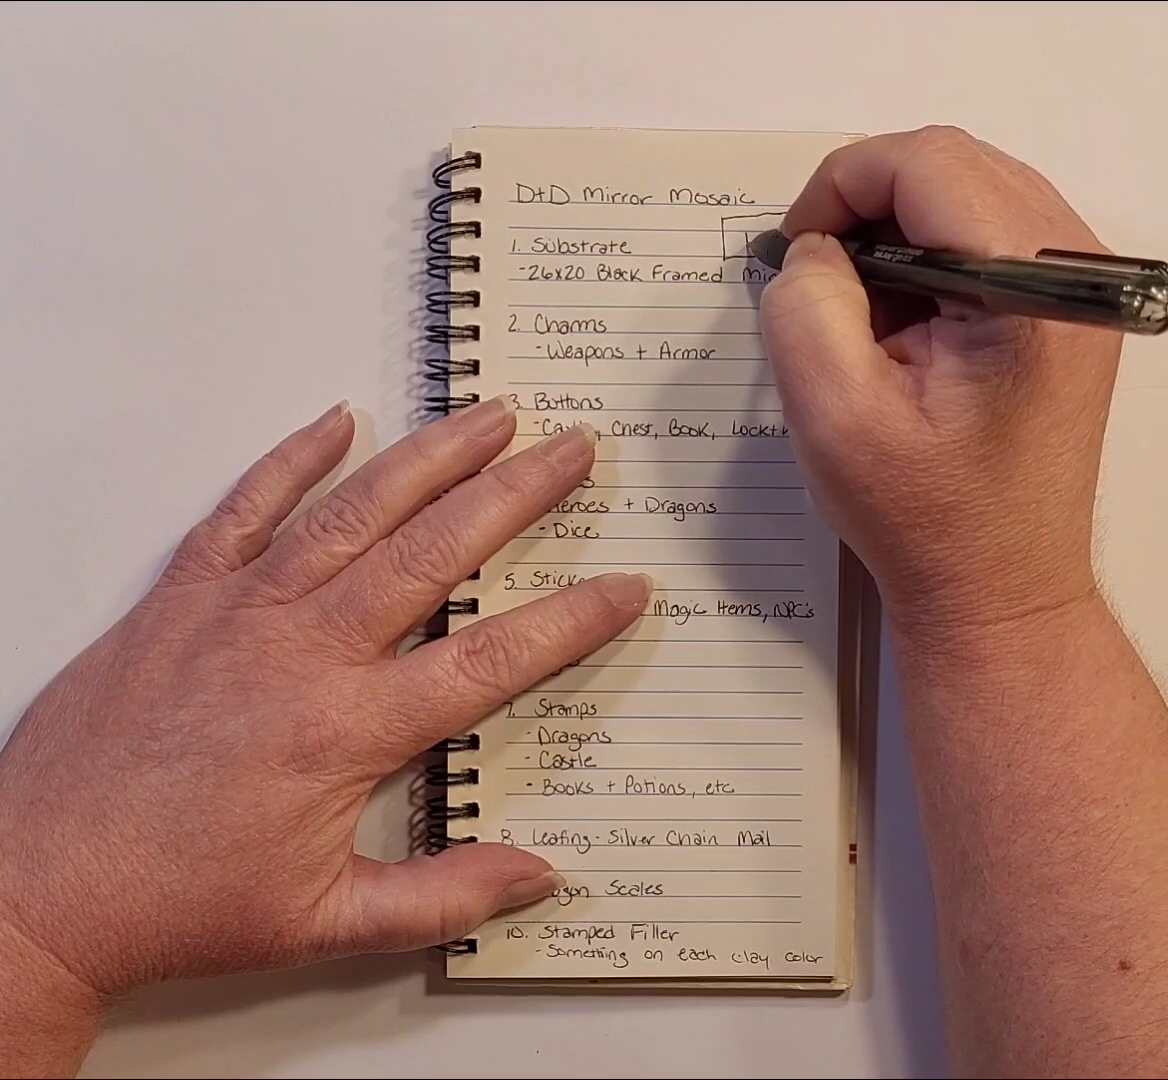 D+D Mirror Mosaic
1. Substrate
- 26x20 Black Framed
2. Charms
- Weapons + Armor
3. Buttons
- Chest, Book, Lock +
Heroes + Dragons
- Dice
5.
Magic Items, NPC's
7. Stamps
- Dragons
- Castle
- Books + Potions, etc
8. Leafing - Silver Chain Mail
Scales
10. Stamped Filler
- Something on each clay color